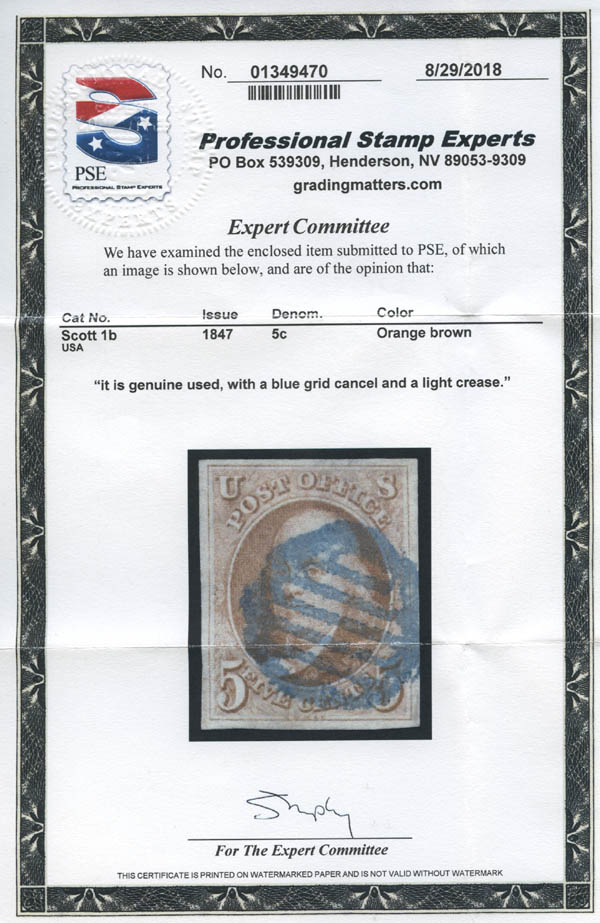 No. 01349470 8/29/2018
PSE
PROFESSIONAL STAMP EXPERTS
Professional Stamp Experts
PO Box 539309, Henderson, NV 89053-9309
gradingmatters.com
Expert Committee
We have examined the enclosed item submitted to PSE, of which
an image is shown below, and are of the opinion that:
Cat No. Issue Denom. Color
Scott 1b 1847 5c Orange brown
USA
“it is genuine used, with a blue grid cancel and a light crease.”
U S
POST OFFICE
5 FIVE CENTS 5
For The Expert Committee
THIS CERTIFICATE IS PRINTED ON WATERMARKED PAPER AND IS NOT VALID WITHOUT WATERMARK